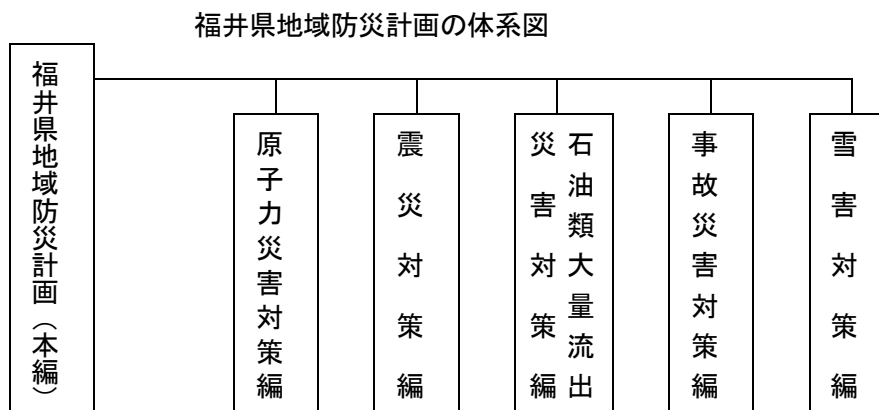 福井県地域防災計画の体系図
福井県地域防災計画（本編）
原子力災害対策編
震災対策編
石油類大量流出
災害対策編
事故災害対策編
雪害対策編